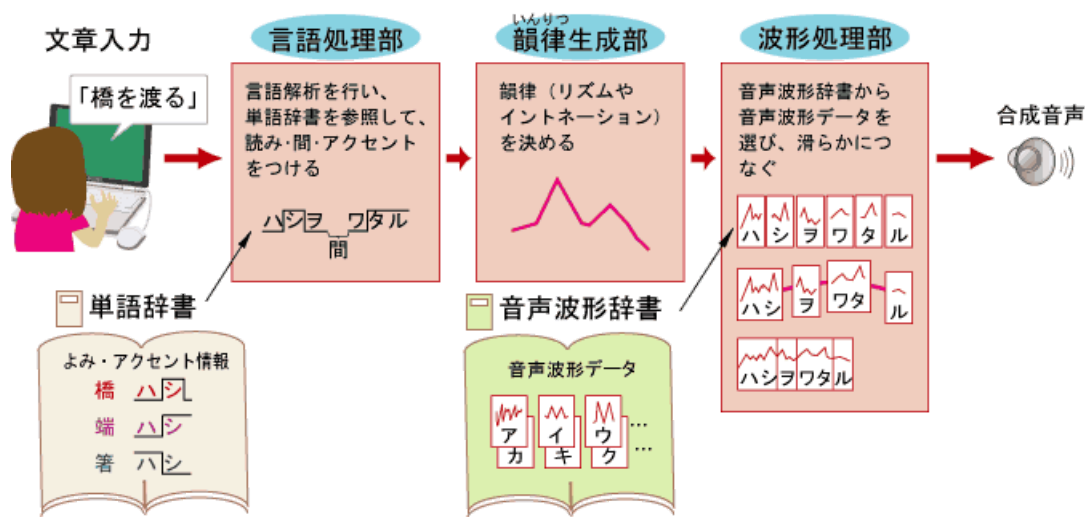 文章入力
「橋を渡る」
言語処理部
言語解析を行い、
単語辞書を参照して、
読み・間・アクセント
をつける
ハシヲ ワタル
間
いんりつ
韻律生成部
韻律（リズムや
イントネーション）
を決める
波形処理部
音声波形辞書から
音声波形データを
選び、滑らかにつ
なぐ
ハ シ ヲ ワ タ ル
ハシ ヲ ワタ ル
ハシヲワタル
合成音声
単語辞書
よみ・アクセント情報
橋 ハシ
端 ハシ
箸 ハシ
音声波形辞書
音声波形データ
ア イ ウ …
カ キ ク …